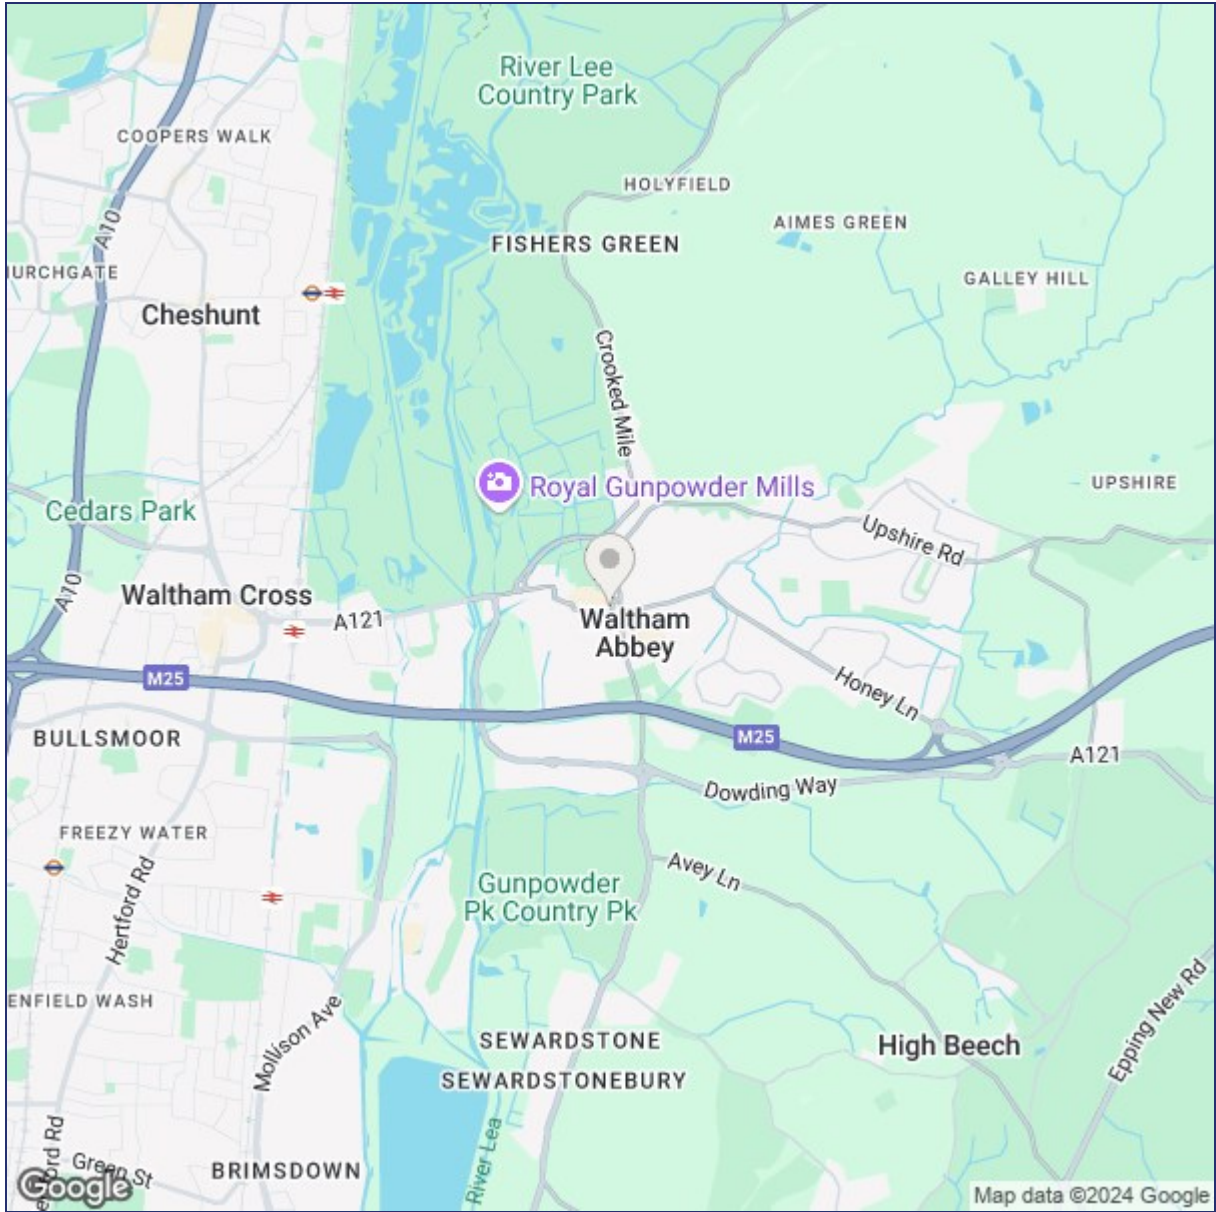 River Lee
Country Park
COOPERS WALK
HOLYFIELD
AIMES GREEN
A10
FISHERS GREEN
HURCHGATE
GALLEY HILL
Cheshunt
Crooked Mile
Royal Gunpowder Mills
UPSHIRE
Cedars Park
Upshire Rd
A10
Waltham Cross
A121
Waltham
Abbey
M25
Honey Ln
BULLSMOOR
M25
A121
Dowding Way
FREEZY WATER
Avey Ln
Hertford Rd
Gunpowder
Pk Country Pk
ENFIELD WASH
Mollison Ave
Epping New Rd
SEWARDSTONE
High Beech
SEWARDSTONEBURY
River Lea
Green St
BRIMSDOWN
Google
Map data ©2024 Google